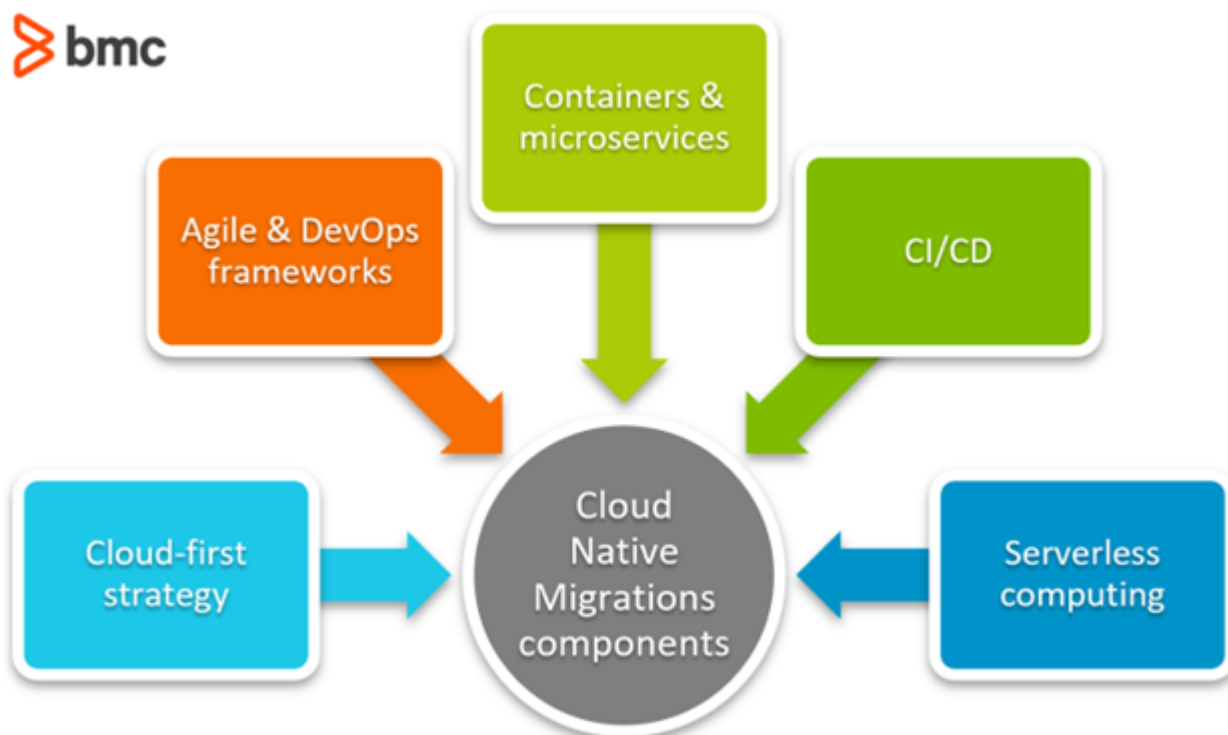 bmc
Containers &
microservices
Agile & DevOps
frameworks
CI/CD
Cloud-first
strategy
Cloud
Native
Migrations
components
Serverless
computing